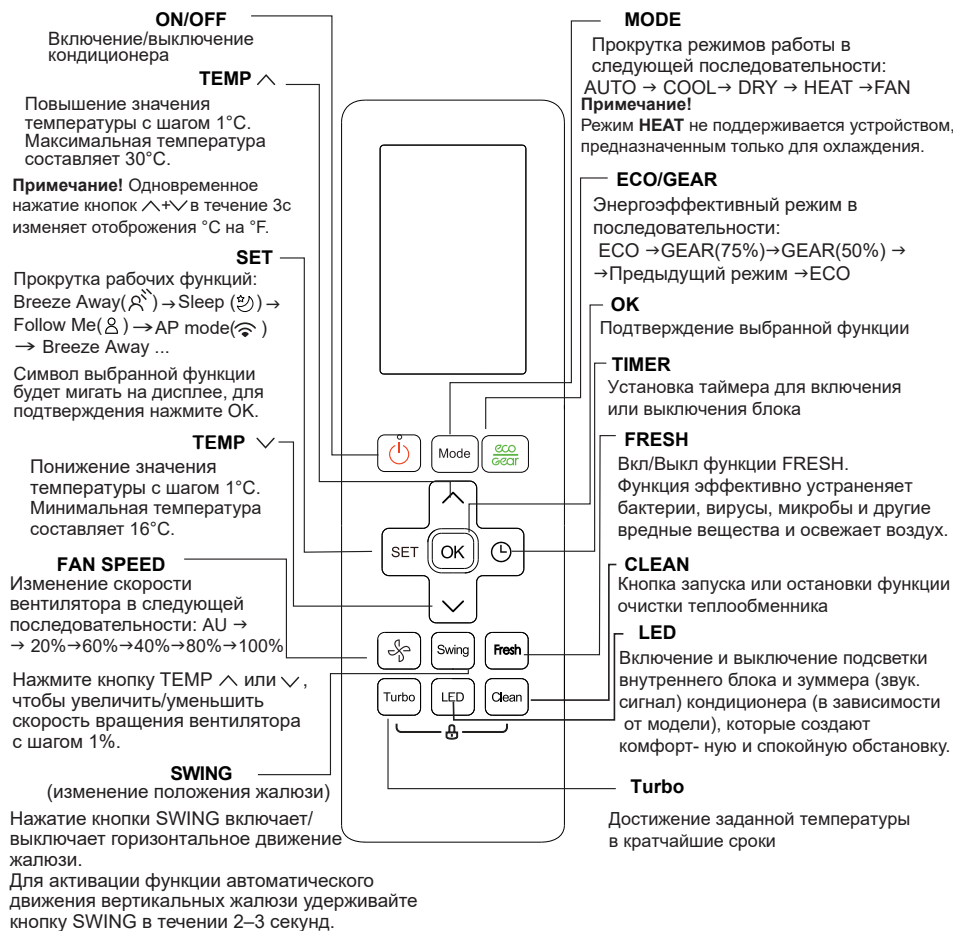 ON/OFF
Включение/выключение
кондиционера
TEMP ︿
Повышение значения
температуры с шагом 1°C.
Максимальная температура
составляет 30°C.
Примечание! Одновременное
нажатие кнопок ︿+﹀в течение 3с
изменяет отоброжения °C на °F.
SET
Прокрутка рабочих функций:
Breeze Away( ) →Sleep ( ) →
Follow Me( ) →AP mode( )
→ Breeze Away ...
Символ выбранной функции
будет мигать на дисплее, для
подтверждения нажмите OK.
TEMP ﹀
Понижение значения
температуры с шагом 1°C.
Минимальная температура
составляет 16°C.
FAN SPEED
Изменение скорости
вентилятора в следующей
последовательности: AU →
→ 20%→60%→40%→80%→100%
Нажмите кнопку TEMP ︿ или ﹀,
чтобы увеличить/уменьшить
скорость вращения вентилятора
с шагом 1%.
SWING
(изменение положения жалюзи)
Нажатие кнопки SWING включает/
выключает горизонтальное движение
жалюзи.
Для активации функции автоматического
движения вертикальных жалюзи удерживайте
кнопку SWING в течении 2–3 секунд.
Mode
eco
gear
SET
OK
Swing
Fresh
Turbo
LED
Clean
MODE
Прокрутка режимов работы в
следующей последовательности:
AUTO → COOL→ DRY → HEAT →FAN
Примечание!
Режим HEAT не поддерживается устройством,
предназначенным только для охлаждения.
ECO/GEAR
Энергоэффективный режим в
последовательности:
ECO →GEAR(75%)→GEAR(50%) →
→Предыдущий режим →ECO
OK
Подтверждение выбранной функции
TIMER
Установка таймера для включения
или выключения блока
FRESH
Вкл/Выкл функции FRESH.
Функция эффективно устраненяет
бактерии, вирусы, микробы и другие
вредные вещества и освежает воздух.
CLEAN
Кнопка запуска или остановки функции
очистки теплообменника
LED
Включение и выключение подсветки
внутреннего блока и зуммера (звук.
сигнал) кондиционера (в зависимости
от модели), которые создают
комфорт- ную и спокойную обстановку.
Turbo
Достижение заданной температуры
в кратчайшие сроки